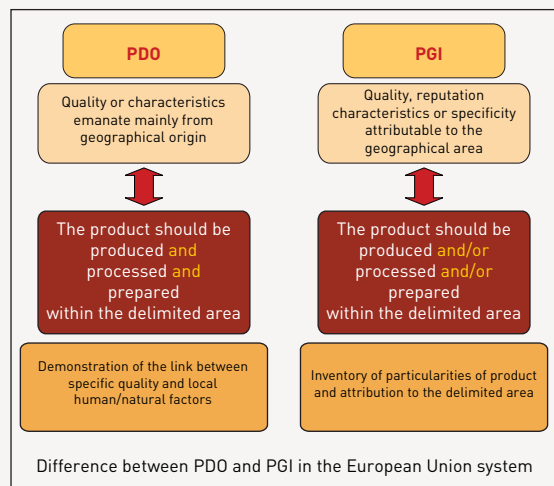 PDO
Quality or characteristics
emanate mainly from
geographical origin
The product should be
produced and
processed and
prepared
within the delimited area
Demonstration of the link between
specific quality and local
human/natural factors
PGI
Quality, reputation
characteristics or specificity
attributable to the
geographical area
The product should be
produced and/or
processed and/or
prepared
within the delimited area
Inventory of particularities of product
and attribution to the delimited area
Difference between PDO and PGI in the European Union system